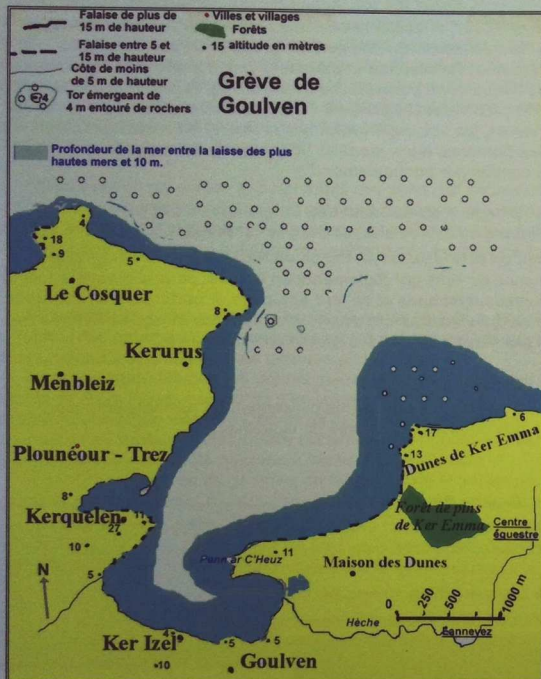 Falaise de plus de
15 m de hauteur
Falaise entre 5 et
15 m de hauteur
Côte de moins
de 5 m de hauteur
Tor émergeant de
4 m entouré de rochers
Villes et villages
Forêts
15 altitude en mètres
Grève de
Goulven
Profondeur de la mer entre la laisse des plus
hautes mers et 10 m.
4
18
9
5
Le Cosquer
8
Kerurus
Menbleiz
6
17
Plounéour - Trez
13
Dunes de Ker Emma
8
Kerquelen
11
27
10
Forêt de pins
de Ker Emma
Centre
équestre
11
ar C'Heuz
Maison des Dunes
N
5
0
250
500
1000 m
Hèche
Ker Izel
4
5
5
10
Goulven